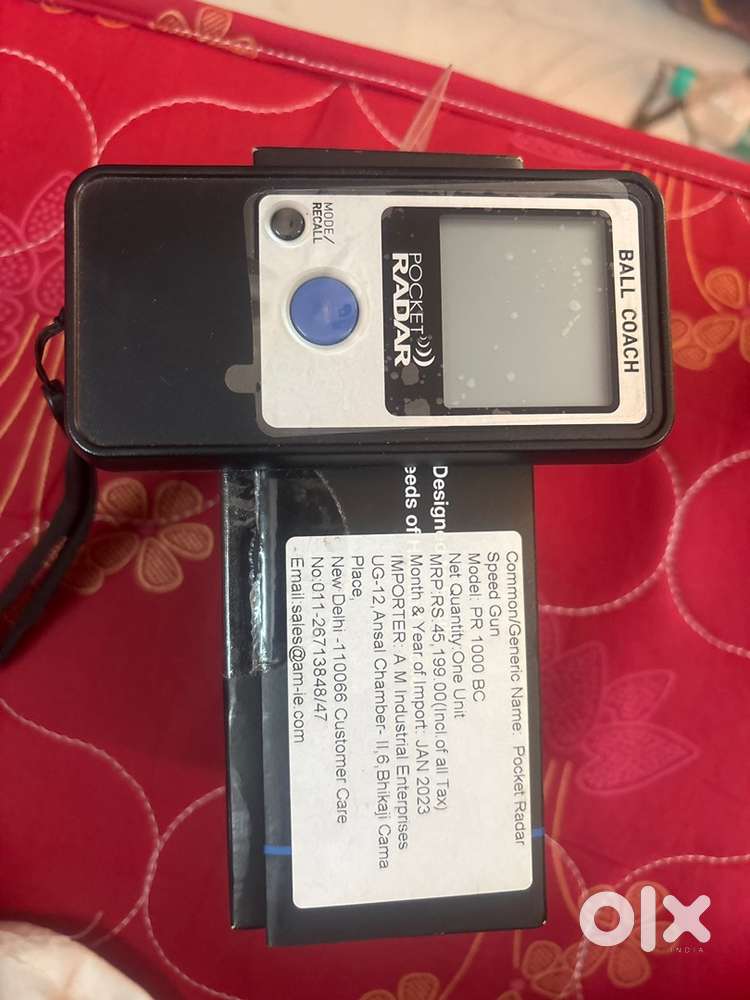 BALL COACH
POCKET
RADAR
MODE/
RECALL
Design
eeds of
Common/Generic Name: Pocket Radar
Speed Gun
Model: PR 1000 BC
Net Quantity:One Unit
MRP:RS.45,199.00(Incl.of all Tax)
Month & Year of Import: JAN 2023
IMPORTER: A M Industrial Enterprises
UG-12,Ansal Chamber- II,6,Bhikaji Cama
Place,
New Delhi -110066 Customer Care
No:011-26713848/47
Email:sales@am-ie.com
olx
INDIA